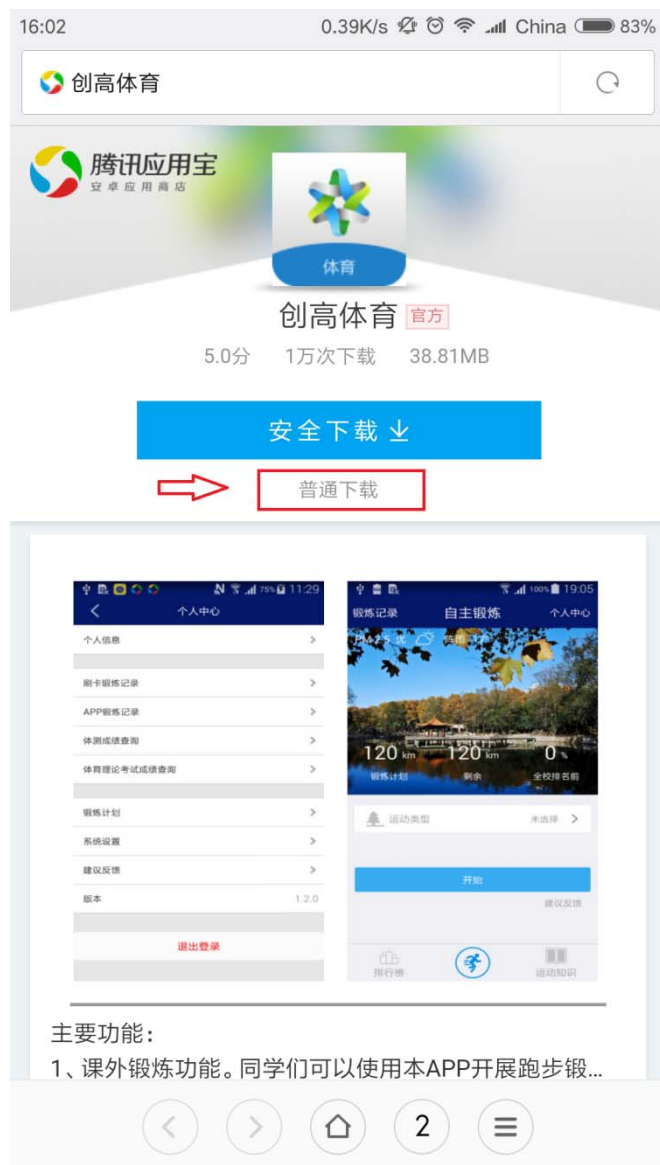 16:02 0.39K/s China 83%
创高体育
腾讯应用宝
安卓应用商店
体育
创高体育 官方
5.0分 1万次下载 38.81MB
安全下载
普通下载
75% 11:29
个人中心
个人信息
刷卡锻炼记录
APP锻炼记录
体测成绩查询
体育理论考试成绩查询
锻炼计划
系统设置
建议反馈
版本 1.2.0
退出登录
100% 19:05
锻炼记录 自主锻炼 个人中心
PM2.5 优
120 km 120 km 0 %
锻炼计划 剩余 全校排名前
运动类型 未选择
开始
建议反馈
排行榜 运动知识
主要功能：
1、课外锻炼功能。同学们可以使用本APP开展跑步锻...
2